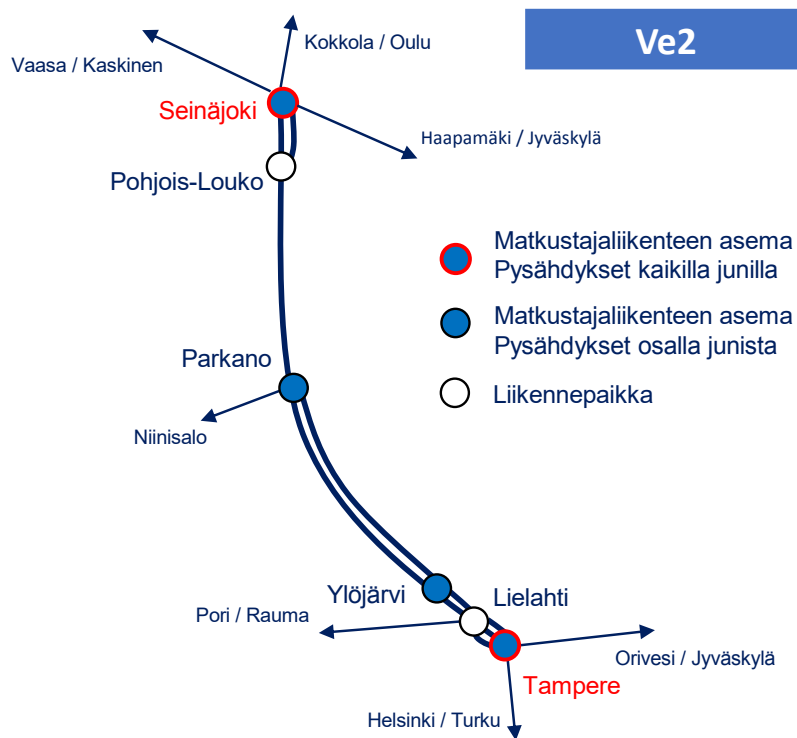 Ve2
Kokkola / Oulu
Vaasa / Kaskinen
Seinäjoki
Haapamäki / Jyväskylä
Pohjois-Louko
Matkustajaliikenteen asema
Pysähdykset kaikilla junilla
Matkustajaliikenteen asema
Pysähdykset osalla junista
Liikennepaikka
Parkano
Niinisalo
Ylöjärvi
Lielahti
Pori / Rauma
Orivesi / Jyväskylä
Tampere
Helsinki / Turku